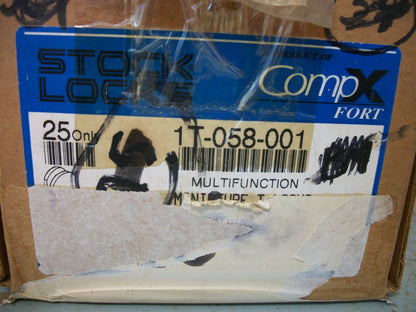 PRODUCT OF
STOCK
LOCKS
CompX
FORT
25 Only
1T-058-001
MULTIFUNCTION